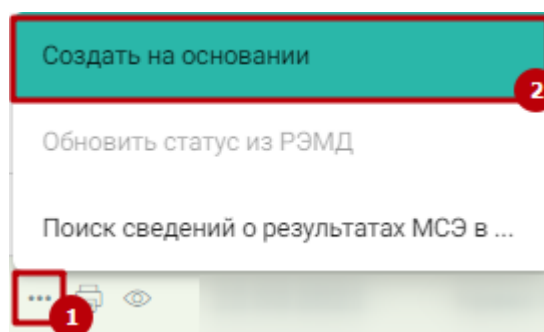 Создать на основании
2
Обновить статус из РЭМД
Поиск сведений о результатах МСЭ в ...
...
1